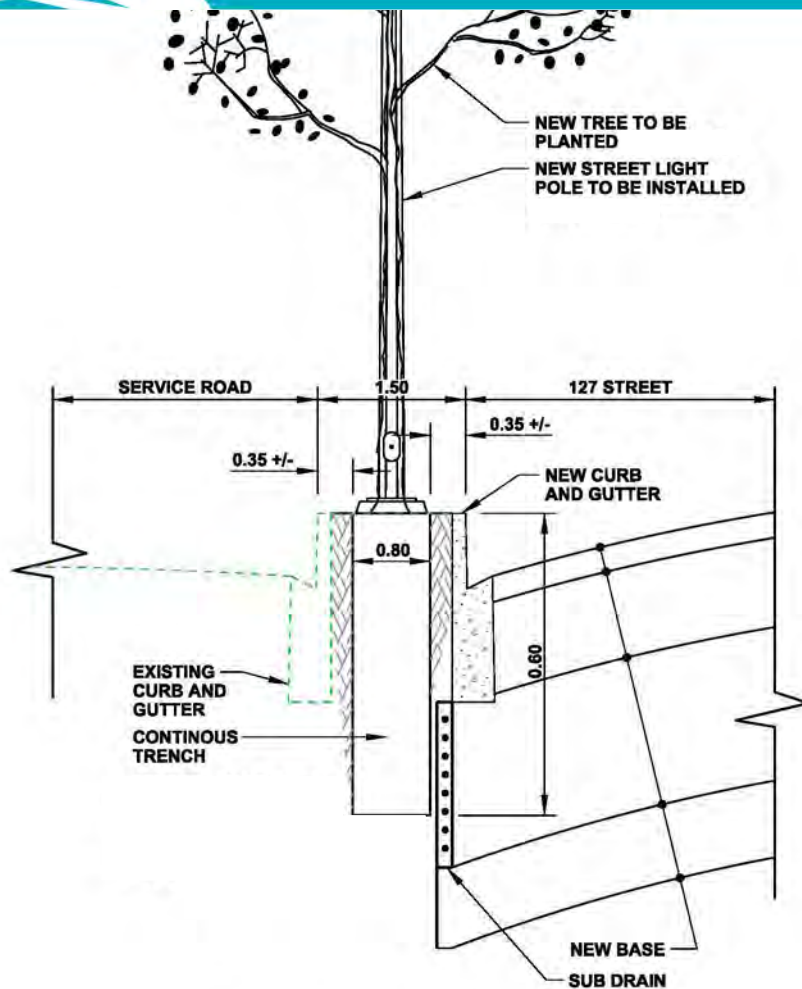 NEW TREE TO BE
PLANTED
NEW STREET LIGHT
POLE TO BE INSTALLED
SERVICE ROAD
1.50
127 STREET
0.35 +/-
0.35 +/-
NEW CURB
AND GUTTER
0.80
0.60
EXISTING
CURB AND
GUTTER
CONTINOUS
TRENCH
NEW BASE
SUB DRAIN